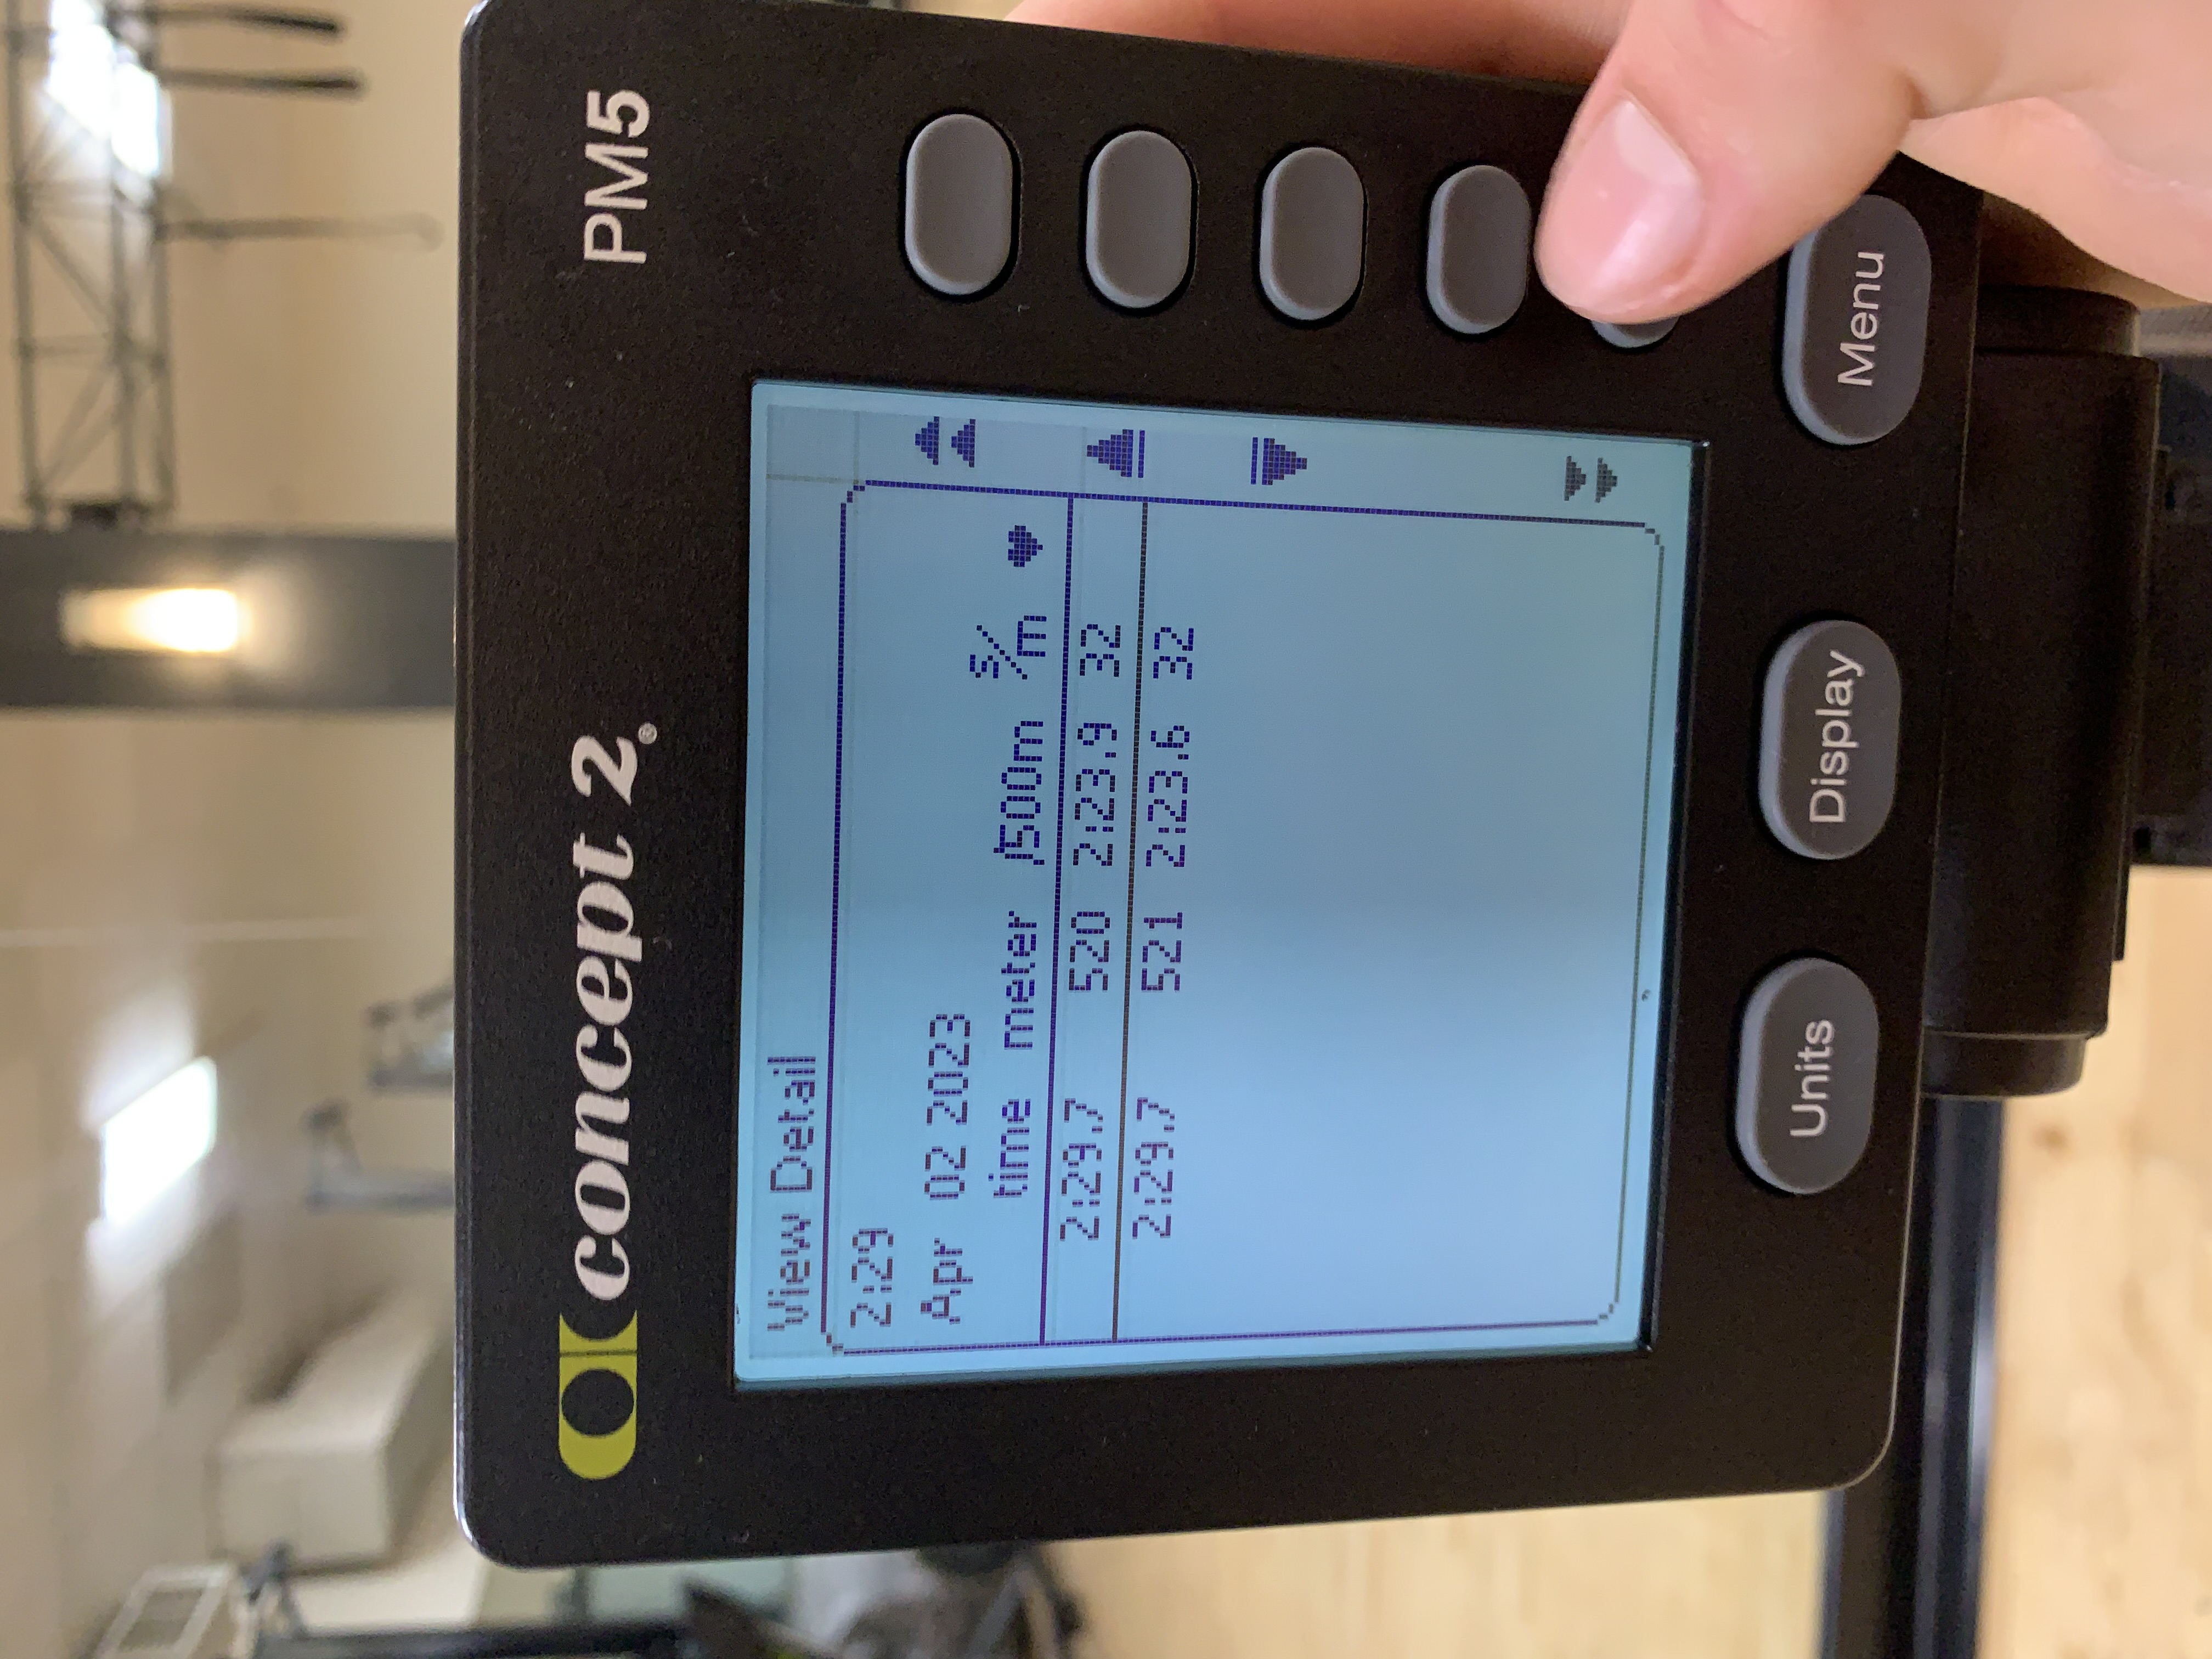 concept 2®
PM5
View Detail
2:29
Apr 02 2023
time meter /500m s/m ♥
2:29.7 520 2:23.9 32
2:29.7 521 2:23.6 32
Units
Display
Menu